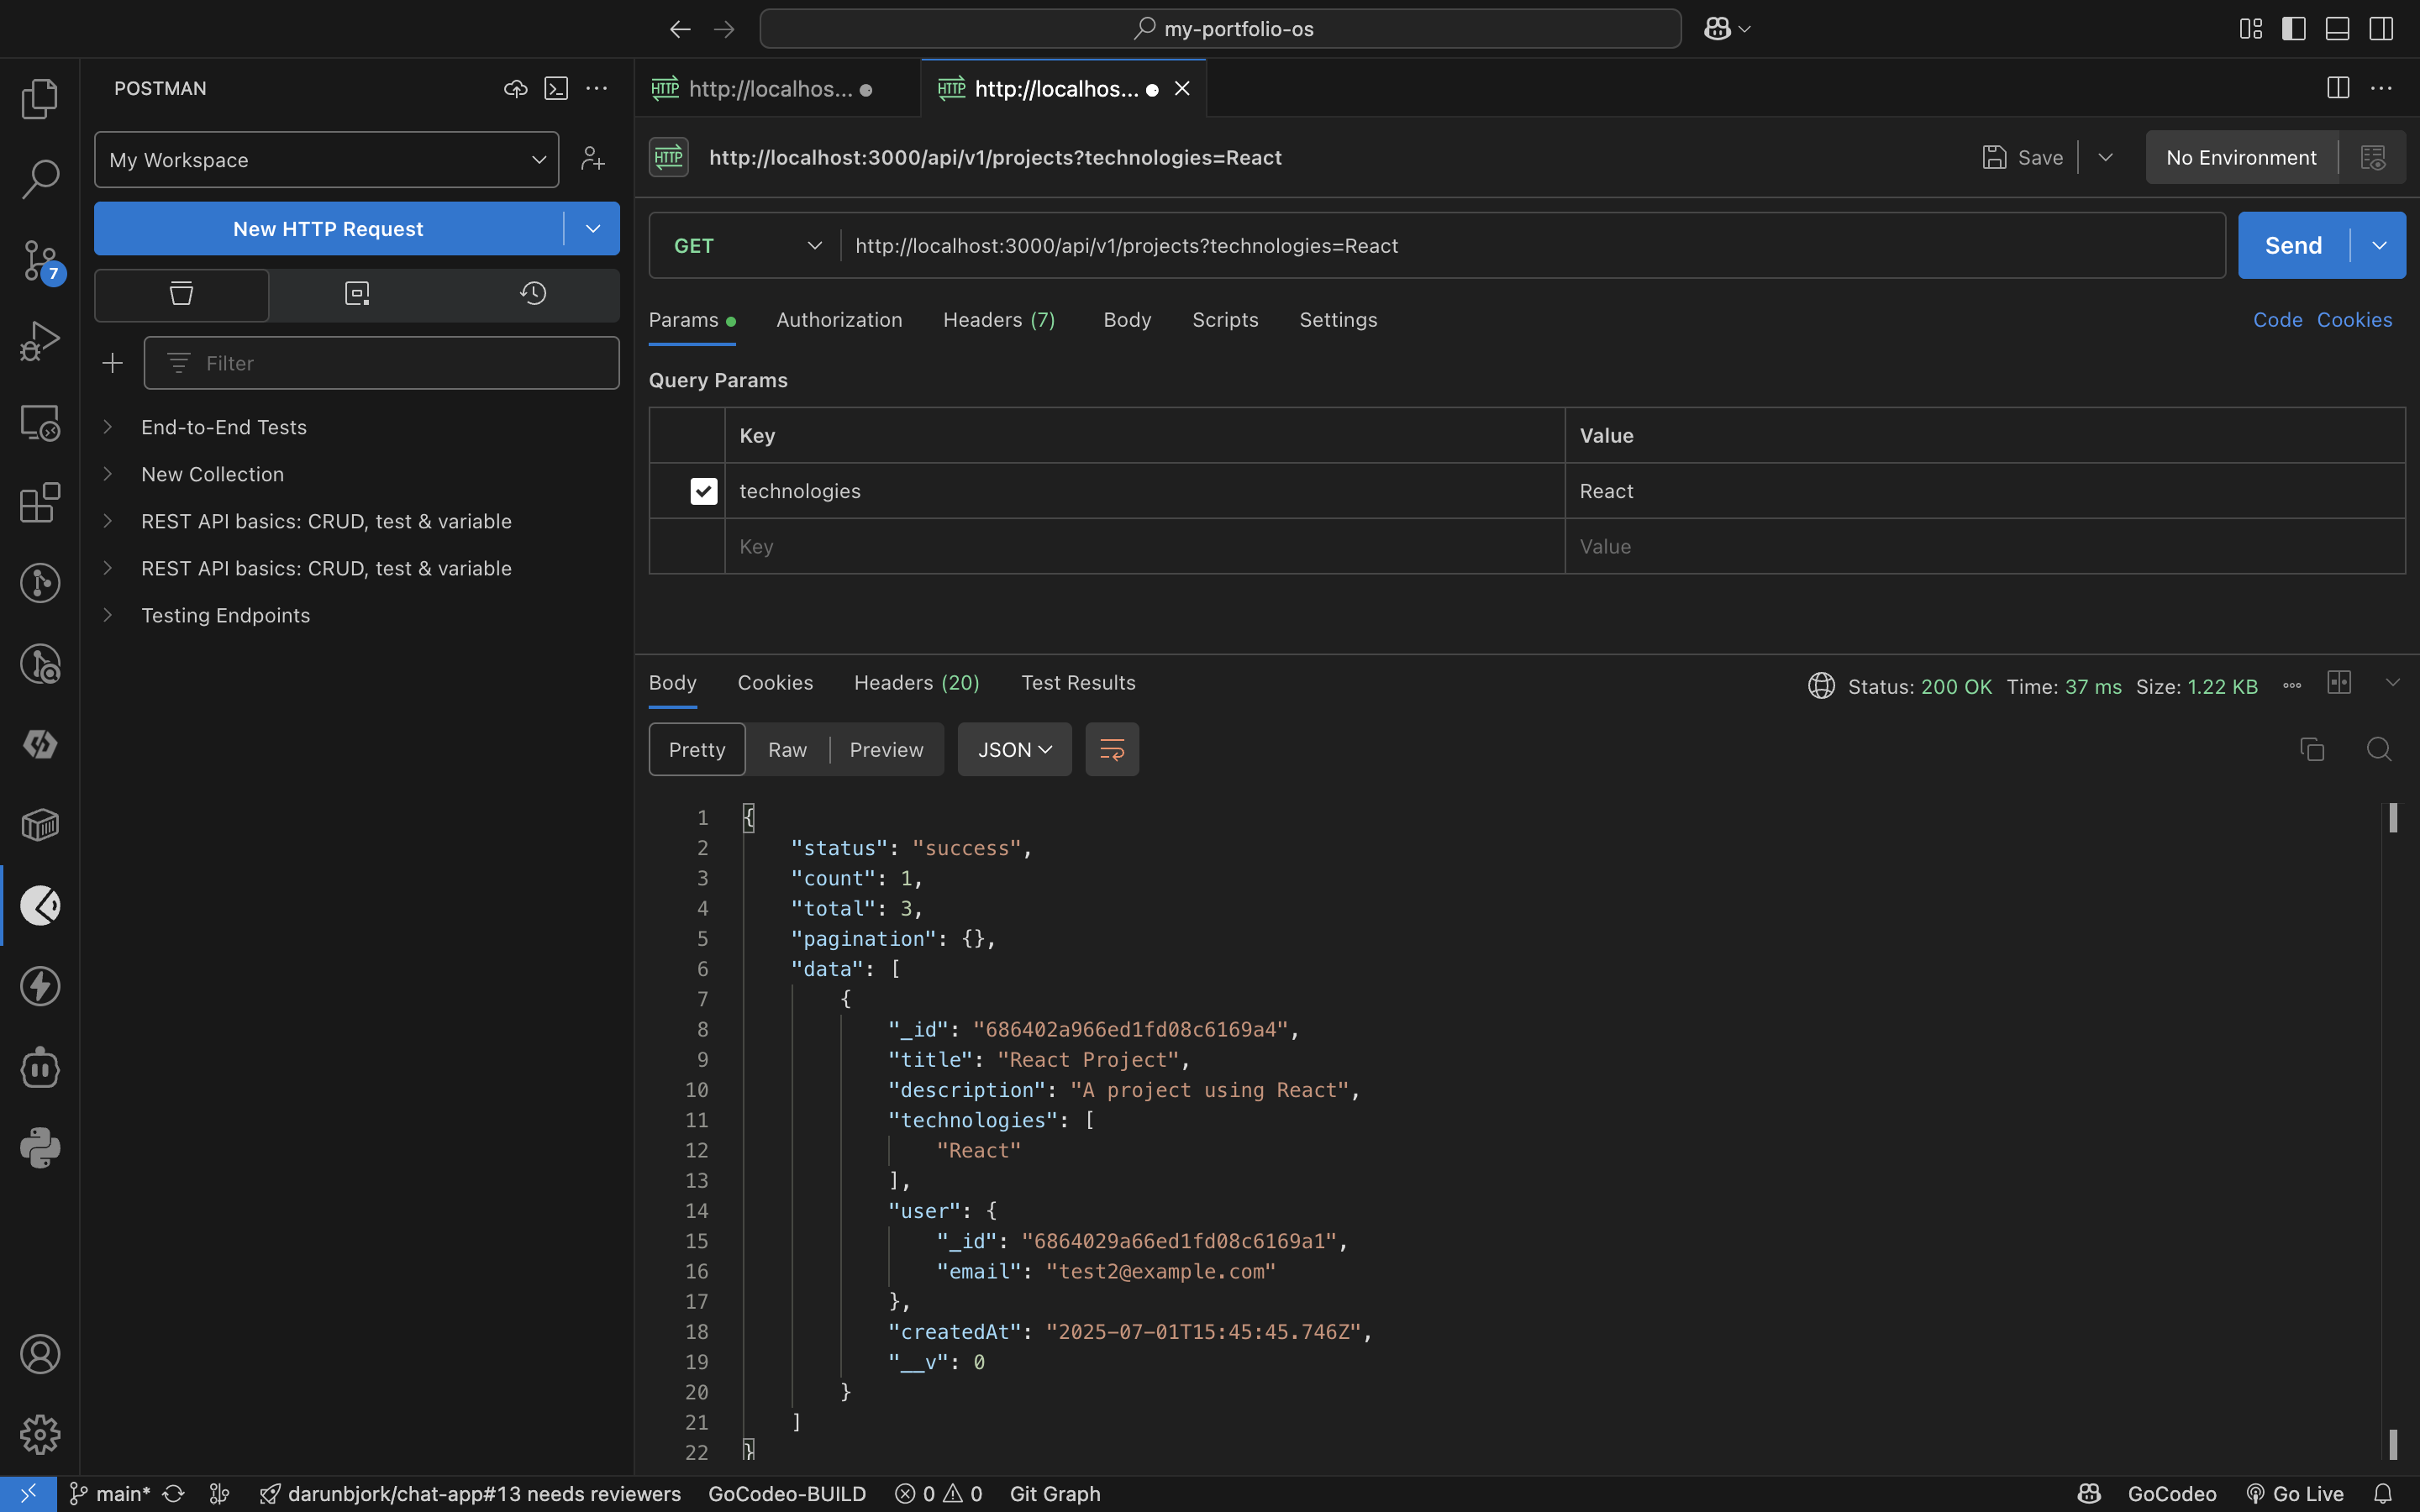 my-portfolio-os
POSTMAN
My Workspace
New HTTP Request
7
Filter
End-to-End Tests
New Collection
REST API basics: CRUD, test & variable
REST API basics: CRUD, test & variable
Testing Endpoints
HTTP http://localhos...
HTTP http://localhos...
HTTP http://localhost:3000/api/v1/projects?technologies=React
Save
No Environment
GET http://localhost:3000/api/v1/projects?technologies=React
Send
Params Authorization Headers (7) Body Scripts Settings
Code Cookies
Query Params
Key Value
technologies React
Key Value
Body Cookies Headers (20) Test Results
Status: 200 OK Time: 37 ms Size: 1.22 KB
Pretty Raw Preview JSON
1 {
2 "status": "success",
3 "count": 1,
4 "total": 3,
5 "pagination": {},
6 "data": [
7 {
8 "_id": "686402a966ed1fd08c6169a4",
9 "title": "React Project",
10 "description": "A project using React",
11 "technologies": [
12 "React"
13 ],
14 "user": {
15 "_id": "6864029a66ed1fd08c6169a1",
16 "email": "test2@example.com"
17 },
18 "createdAt": "2025-07-01T15:45:45.746Z",
19 "__v": 0
20 }
21 ]
22 }
main* darunbjork/chat-app#13 needs reviewers GoCodeo-BUILD 0 0 Git Graph
GoCodeo Go Live